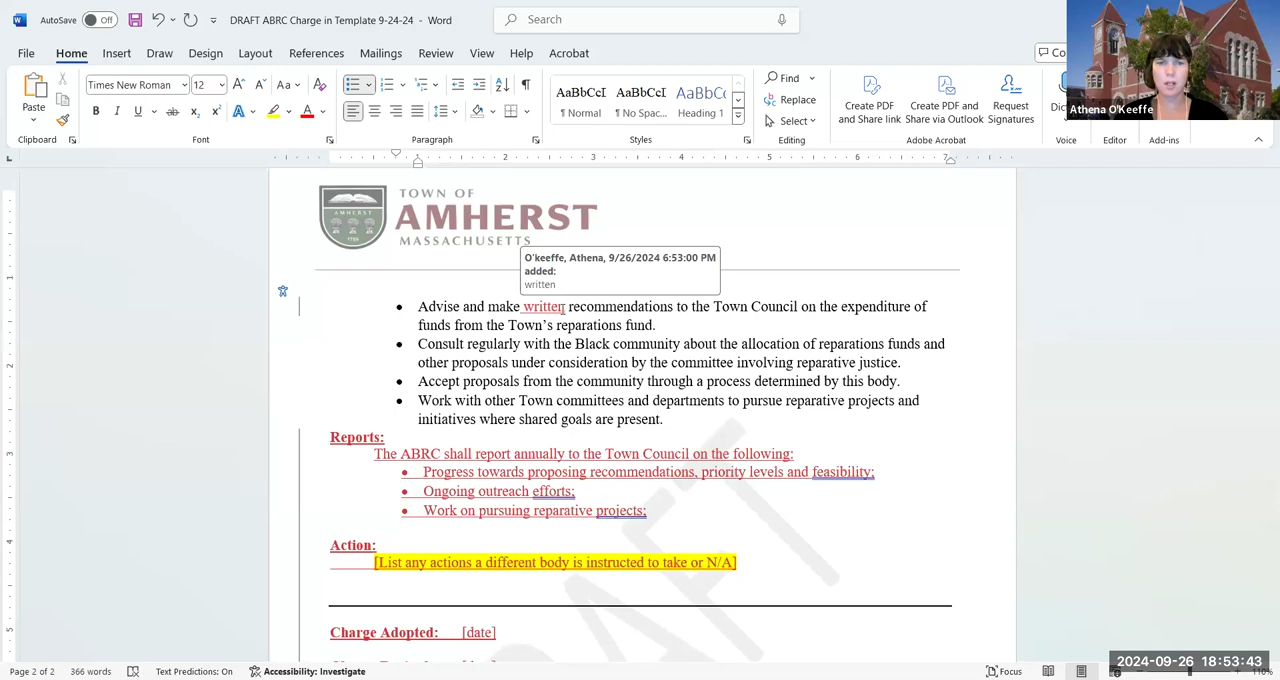 AutoSave Off
DRAFT ABRC Charge in Template 9-24-24 - Word
Search
File Home Insert Draw Design Layout References Mailings Review View Help Acrobat
Co
Athena O'Keeffe
Paste
Times New Roman 12
AaBbCcI AaBbCcI AaBbCc
¶ Normal ¶ No Spac... Heading 1
Find
Replace
Select
Create PDF and Share link
Create PDF and Share via Outlook
Request Signatures
Clipboard Font Paragraph Styles Editing Adobe Acrobat Voice Editor Add-ins
TOWN OF
AMHERST
MASSACHUSETTS
AMHERST
O'keeffe, Athena, 9/26/2024 6:53:00 PM
added:
written
• Advise and make written recommendations to the Town Council on the expenditure of
funds from the Town's reparations fund.
• Consult regularly with the Black community about the allocation of reparations funds and
other proposals under consideration by the committee involving reparative justice.
• Accept proposals from the community through a process determined by this body.
• Work with other Town committees and departments to pursue reparative projects and
initiatives where shared goals are present.
Reports:
The ABRC shall report annually to the Town Council on the following:
• Progress towards proposing recommendations, priority levels and feasibility;
• Ongoing outreach efforts;
• Work on pursuing reparative projects;
Action:
[List any actions a different body is instructed to take or N/A]
Charge Adopted: [date]
DRAFT
Page 2 of 2 366 words Text Predictions: On Accessibility: Investigate Focus 110%
2024-09-26 18:53:43